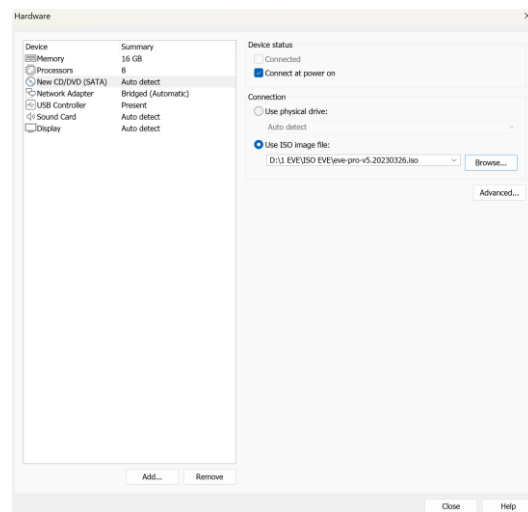 Hardware
Device Summary
Memory 16 GB
Processors 8
New CD/DVD (SATA) Auto detect
Network Adapter Bridged (Automatic)
USB Controller Present
Sound Card Auto detect
Display Auto detect
Add... Remove
Device status
Connected
Connect at power on
Connection
Use physical drive:
Auto detect
Use ISO image file:
D:\1 EVE\ISO EVE\eve-pro-v5.20230326.iso Browse...
Advanced...
Close Help